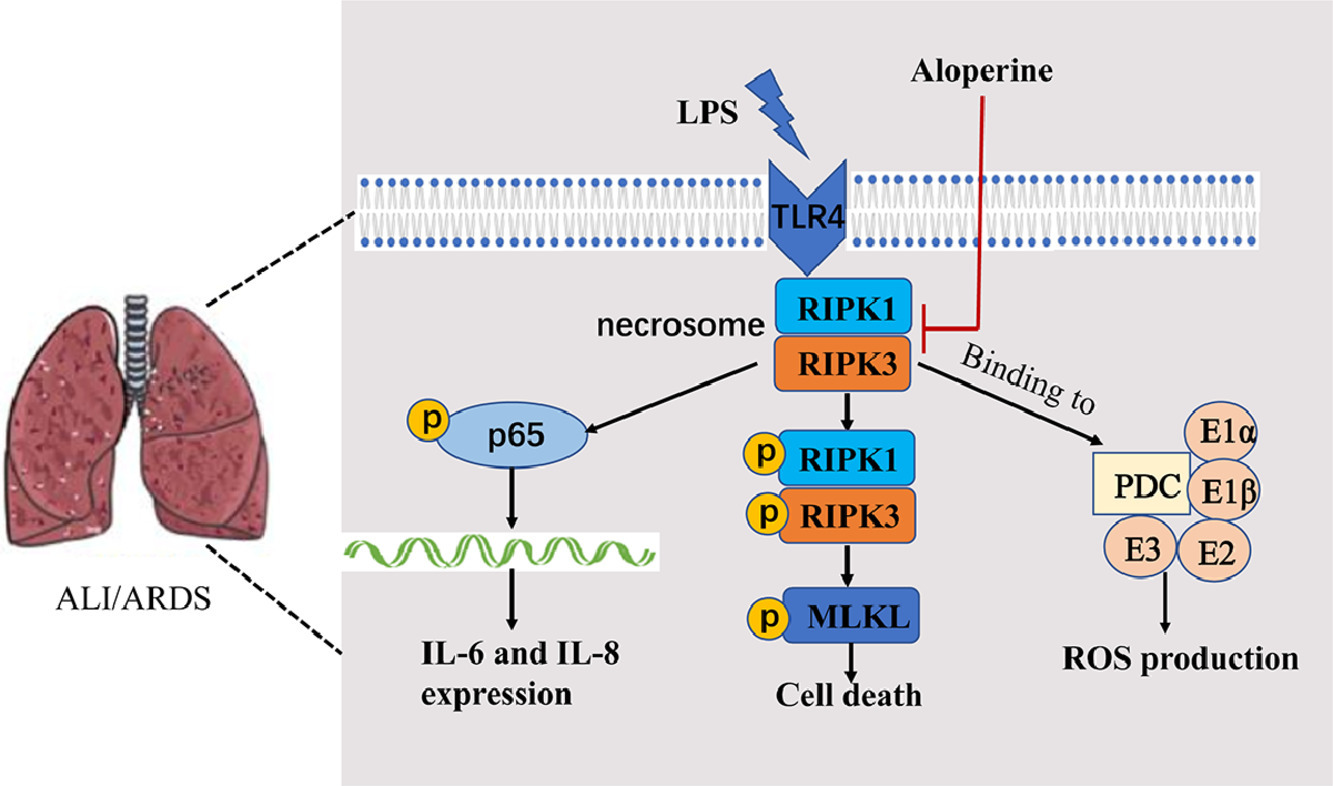 Aloperine
LPS
TLR4
RIPK1
necrosome
RIPK3
Binding to
p
p65
p
RIPK1
p
RIPK3
E1α
PDC
E1β
E3
E2
ALI/ARDS
p
MLKL
IL-6 and IL-8
expression
Cell death
ROS production